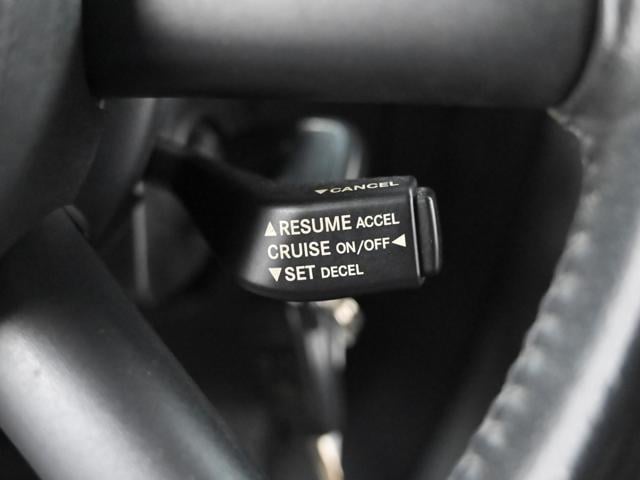 ▼CANCEL
▲RESUME ACCEL
CRUISE ON/OFF◀
▼SET DECEL